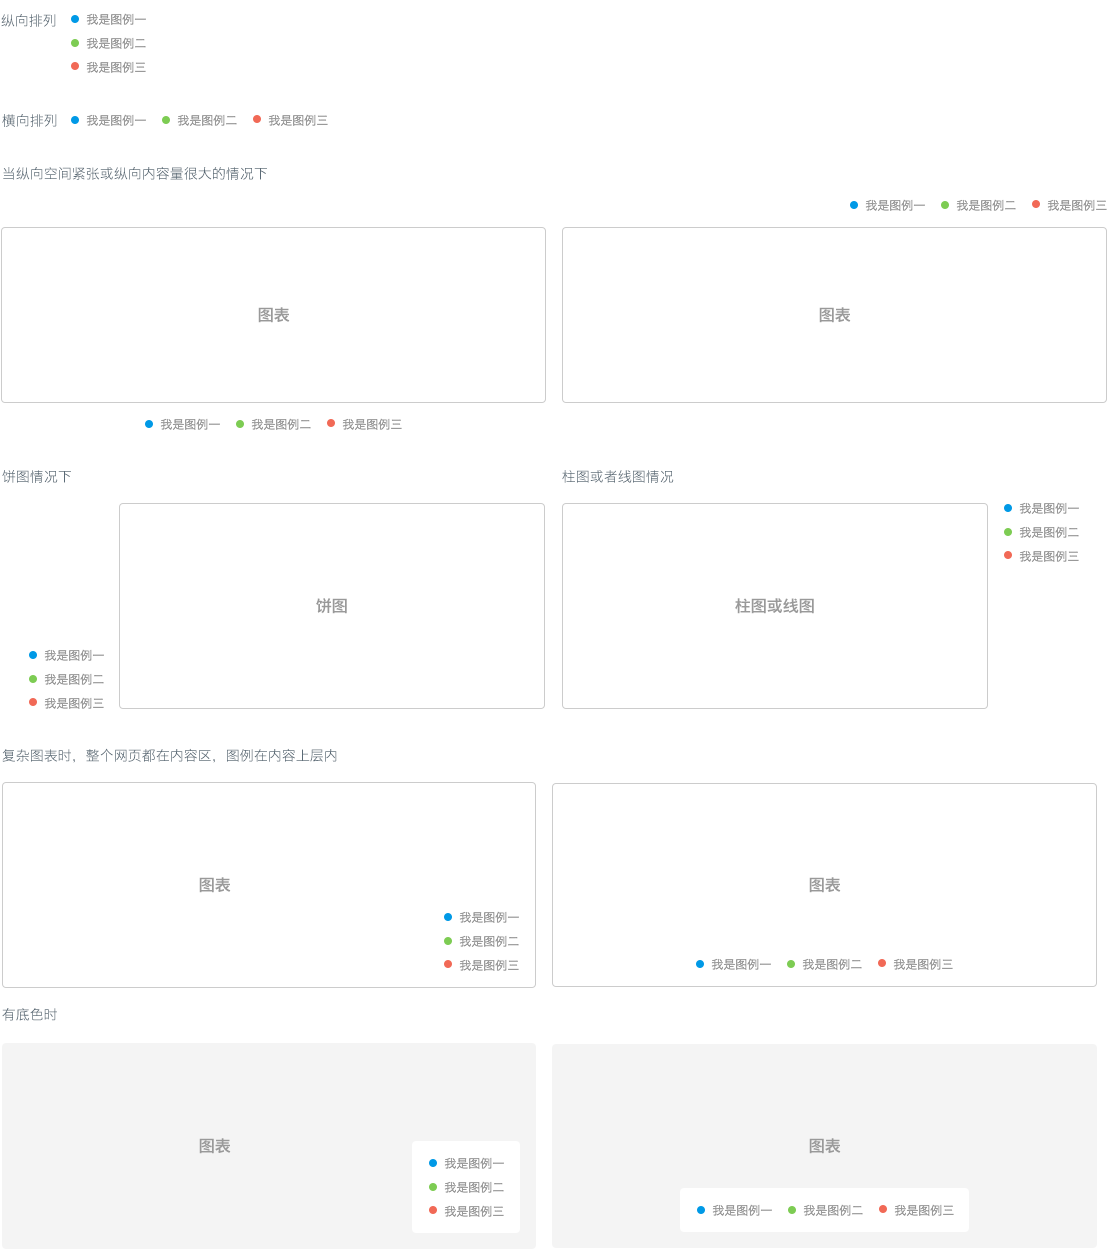 纵向排列
我是图例一
我是图例二
我是图例三
横向排列 我是图例一 我是图例二 我是图例三
当纵向空间紧张或纵向内容量很大的情况下
我是图例一 我是图例二 我是图例三
图表
图表
我是图例一 我是图例二 我是图例三
饼图情况下
柱图或者线图情况
我是图例一
我是图例二
我是图例三
饼图
柱图或线图
我是图例一
我是图例二
我是图例三
复杂图表时，整个网页都在内容区，图例在内容上层内
图表
图表
我是图例一
我是图例二
我是图例三
我是图例一 我是图例二 我是图例三
有底色时
图表
图表
我是图例一
我是图例二
我是图例三
我是图例一 我是图例二 我是图例三